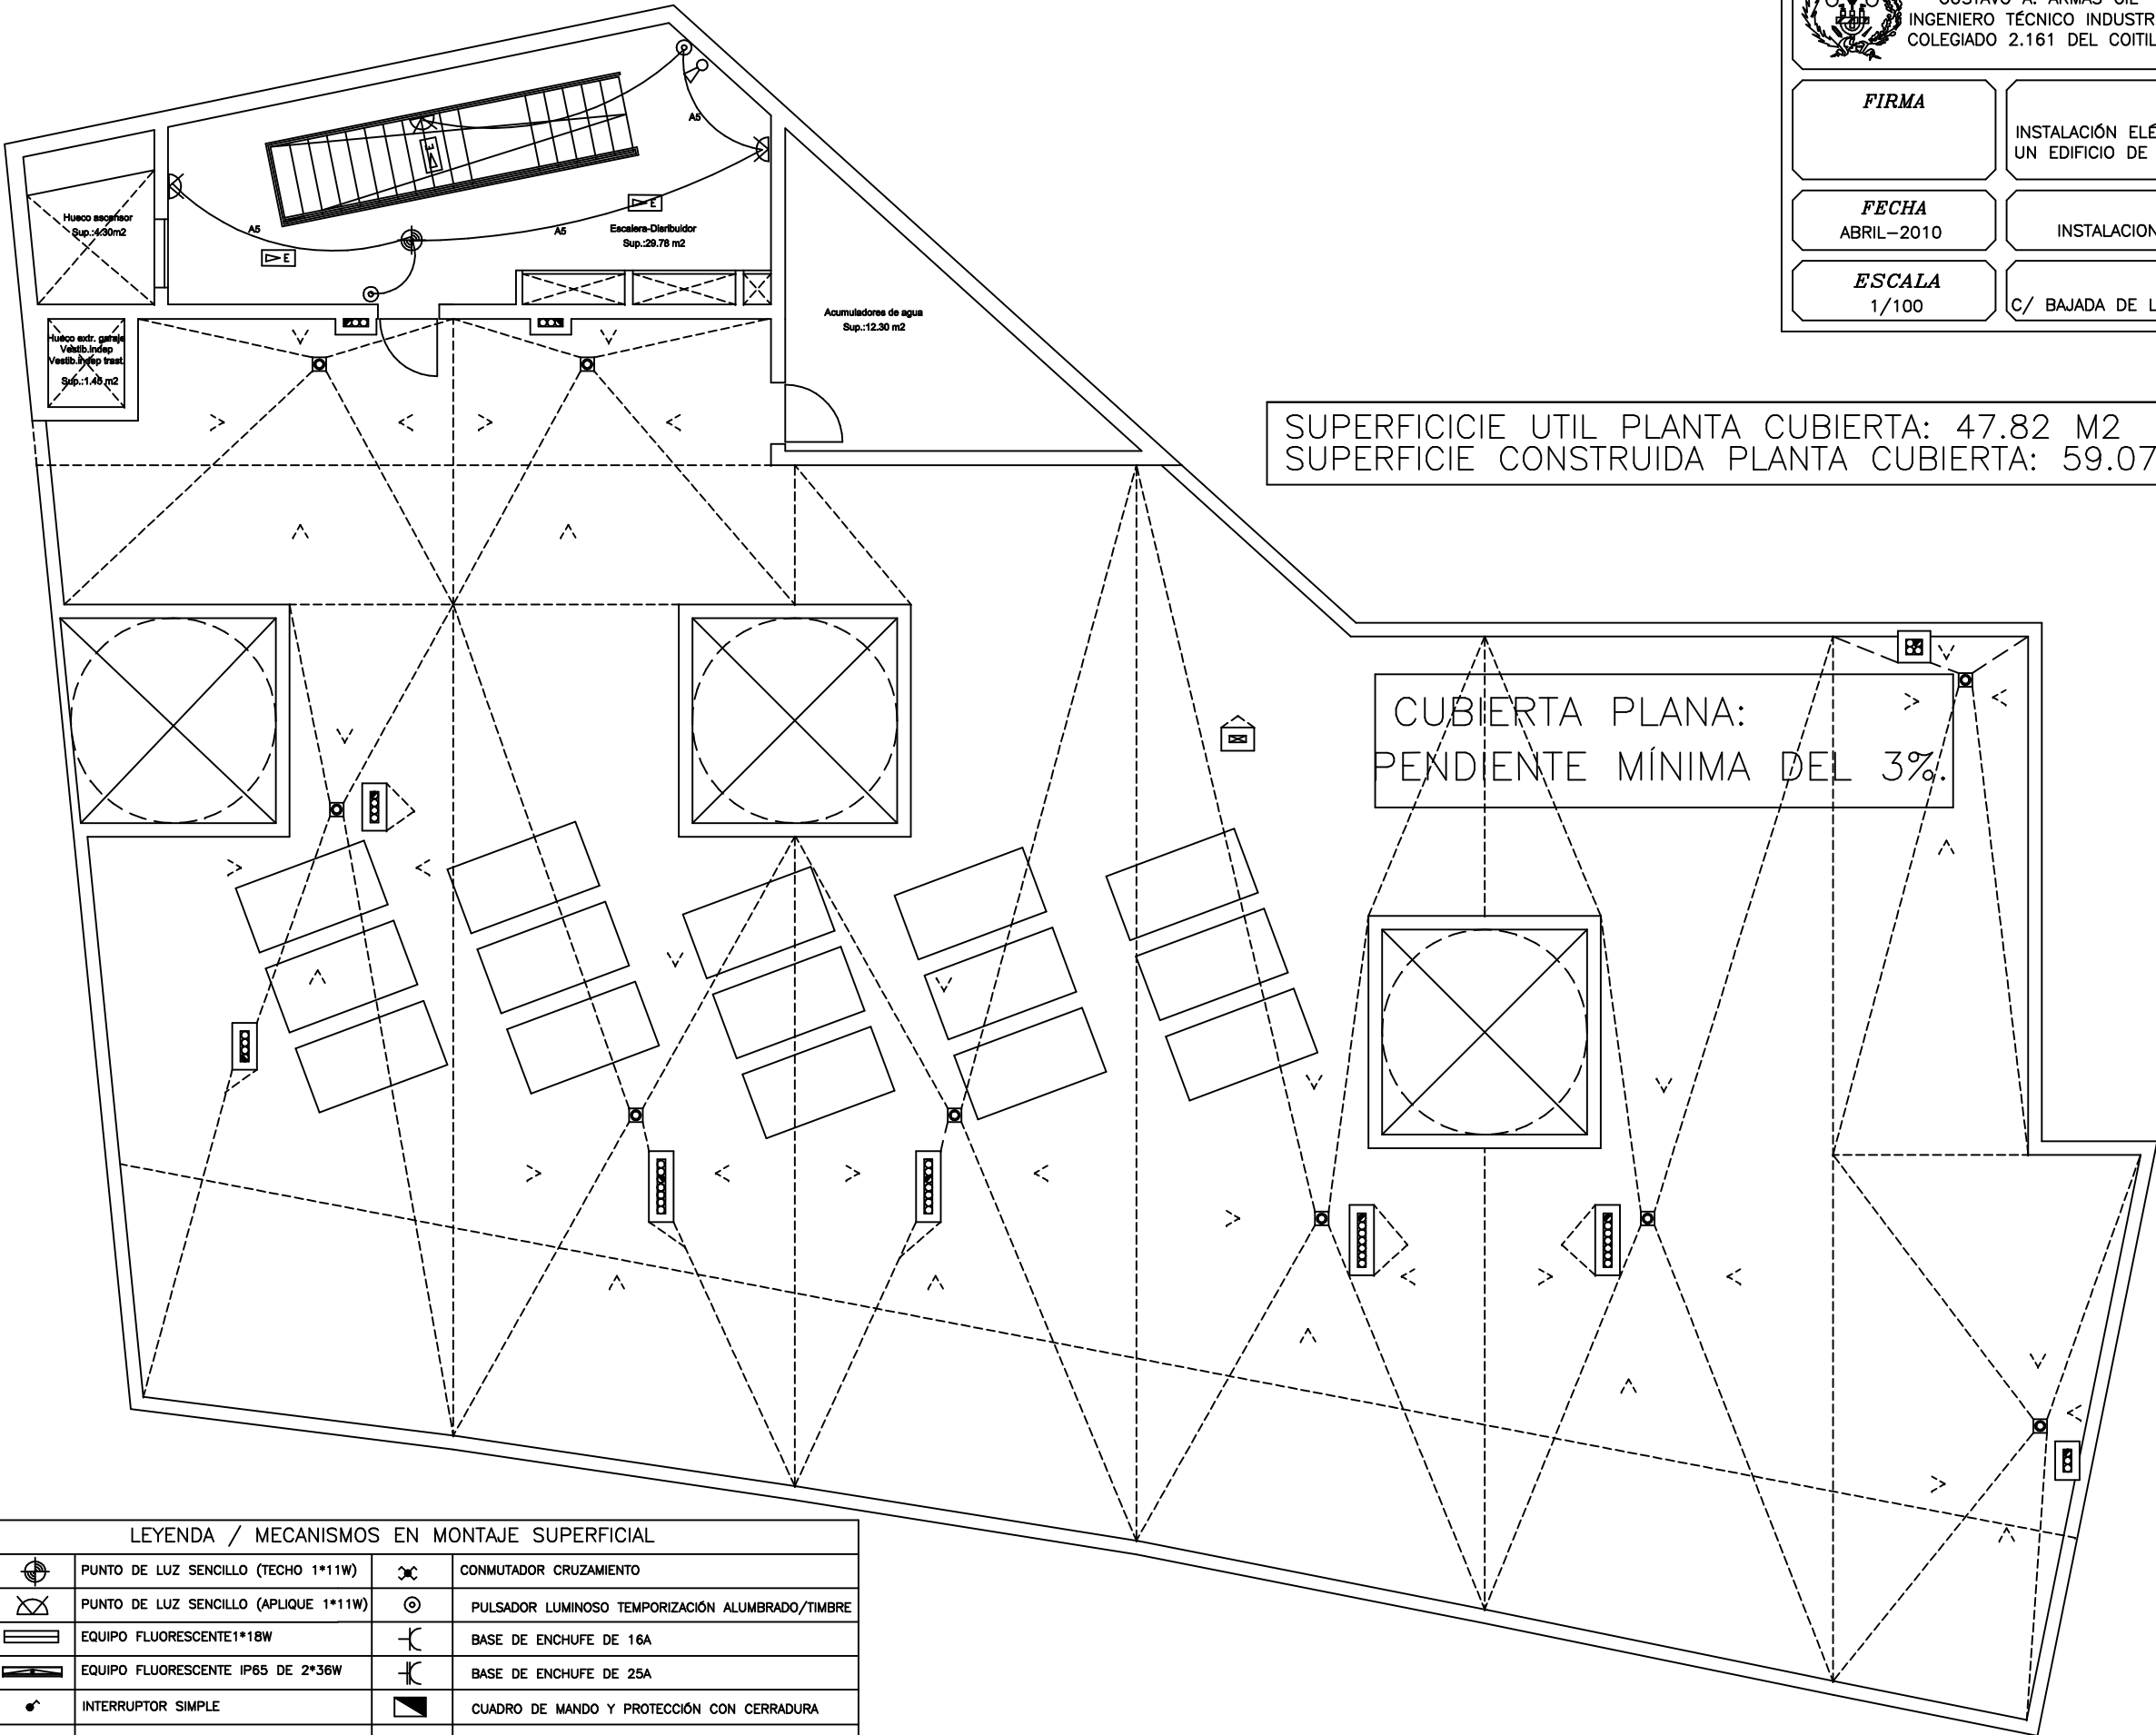 INGENIERO TÉCNICO INDUSTR
COLEGIADO 2.161 DEL COITIL
FIRMA
INSTALACIÓN ELÉ
UN EDIFICIO DE
FECHA
ABRIL-2010
INSTALACION
ESCALA
1/100
C/ BAJADA DE L
A5
E
E
Hueco ascensor
Sup.:4.30m2
A5
E
A5
Escalera-Disribuidor
Sup.:29.78 m2
Acumuladores de agua
Sup.:12.30 m2
Hueco extr. garaje
Vestib.indep
Vestib.indep trast.
Sup.:1.45 m2
SUPERFICICIE UTIL PLANTA CUBIERTA: 47.82 M2
SUPERFICIE CONSTRUIDA PLANTA CUBIERTA: 59.07
CUBIERTA PLANA:
PENDIENTE MÍNIMA DEL 3%.
LEYENDA / MECANISMOS EN MONTAJE SUPERFICIAL
PUNTO DE LUZ SENCILLO (TECHO 1*11W)
CONMUTADOR CRUZAMIENTO
PUNTO DE LUZ SENCILLO (APLIQUE 1*11W)
PULSADOR LUMINOSO TEMPORIZACIÓN ALUMBRADO/TIMBRE
EQUIPO FLUORESCENTE1*18W
BASE DE ENCHUFE DE 16A
EQUIPO FLUORESCENTE IP65 DE 2*36W
BASE DE ENCHUFE DE 25A
INTERRUPTOR SIMPLE
CUADRO DE MANDO Y PROTECCIÓN CON CERRADURA